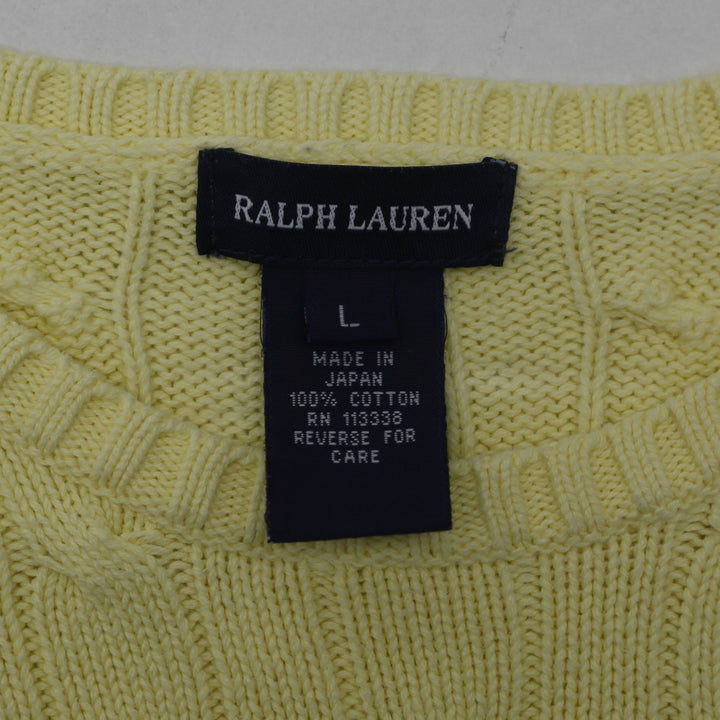 RALPH LAUREN
L
MADE IN
JAPAN
100% COTTON
RN 113338
REVERSE FOR
CARE